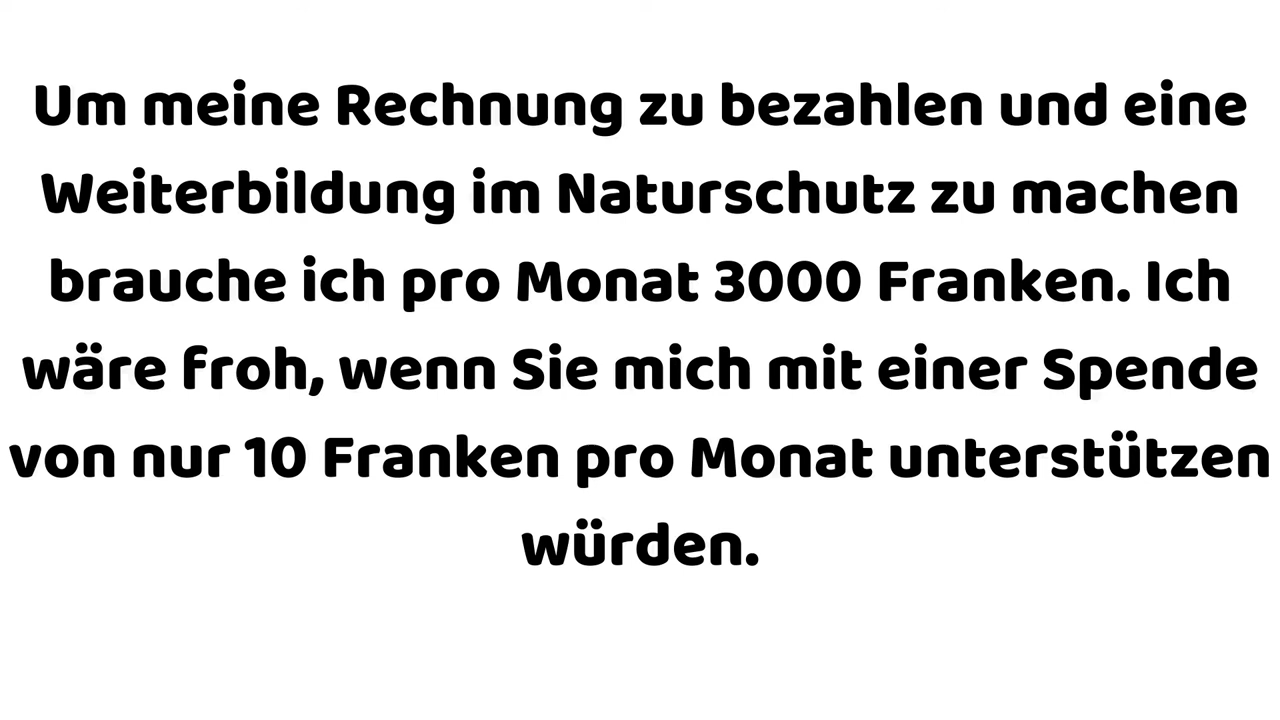 Um meine Rechnung zu bezahlen und eine
Weiterbildung im Naturschutz zu machen
brauche ich pro Monat 3000 Franken. Ich
wäre froh, wenn Sie mich mit einer Spende
von nur 10 Franken pro Monat unterstützen
würden.